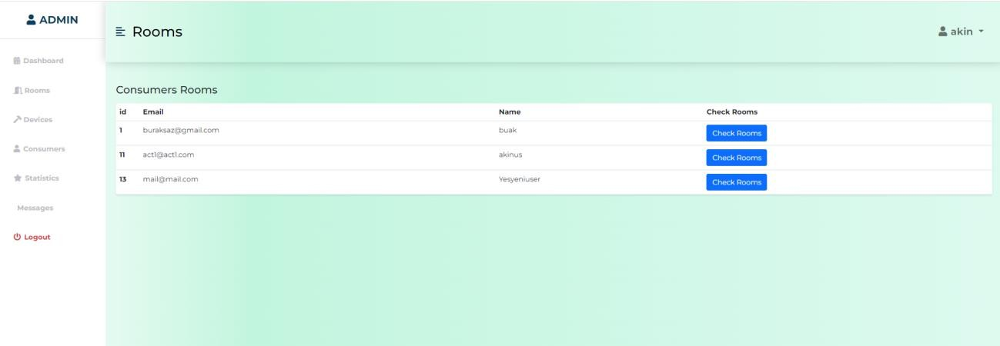 ADMIN
Rooms
akin
Dashboard
Rooms
Devices
Consumers
Statistics
Messages
Logout
Consumers Rooms
id Email Name Check Rooms
1 buraksaz@gmail.com buak Check Rooms
11 act1@act1.com akinus Check Rooms
13 mail@mail.com Yesyeniuser Check Rooms